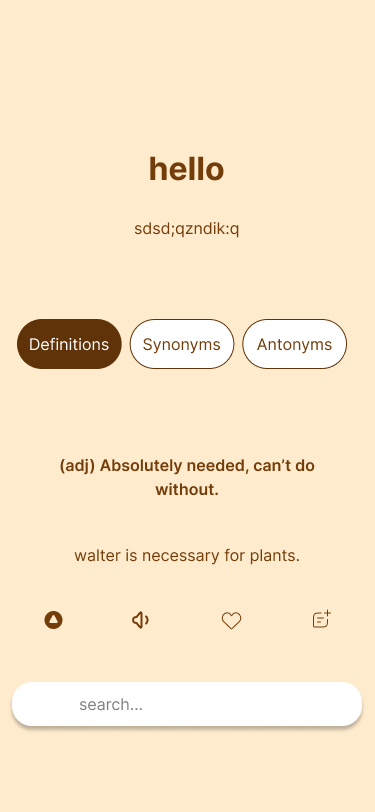 hello
sdsd;qzndik:q
Definitions
Synonyms
Antonyms
(adj) Absolutely needed, can’t do
without.
walter is necessary for plants.
search...